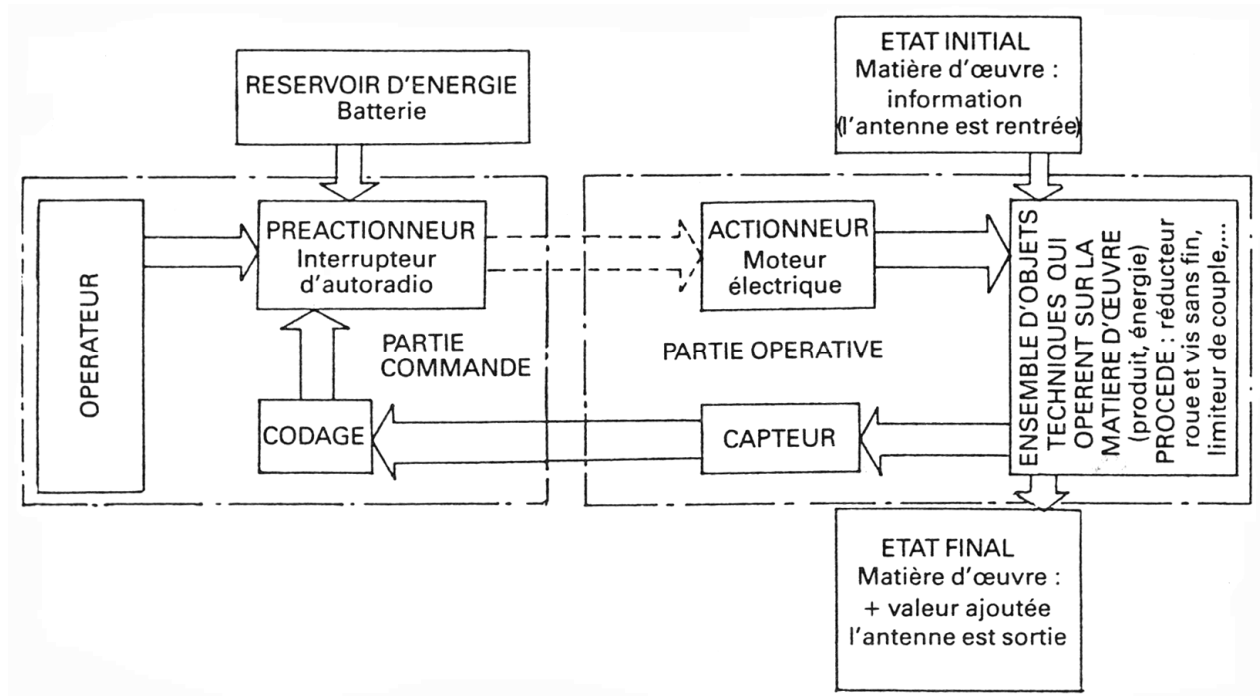 RESERVOIR D'ENERGIE
Batterie
ETAT INITIAL
Matière d'œuvre :
information
(l'antenne est rentrée)
OPERATEUR
PREACTIONNEUR
Interrupteur
d'autoradio
PARTIE
COMMANDE
CODAGE
ACTIONNEUR
Moteur
électrique
PARTIE OPERATIVE
CAPTEUR
ENSEMBLE D'OBJETS
TECHNIQUES QUI
OPERENT SUR LA
MATIERE D'ŒUVRE
(produit, énergie)
PROCEDE : réducteur
roue et vis sans fin,
limiteur de couple,...
ETAT FINAL
Matière d'œuvre :
+ valeur ajoutée
l'antenne est sortie